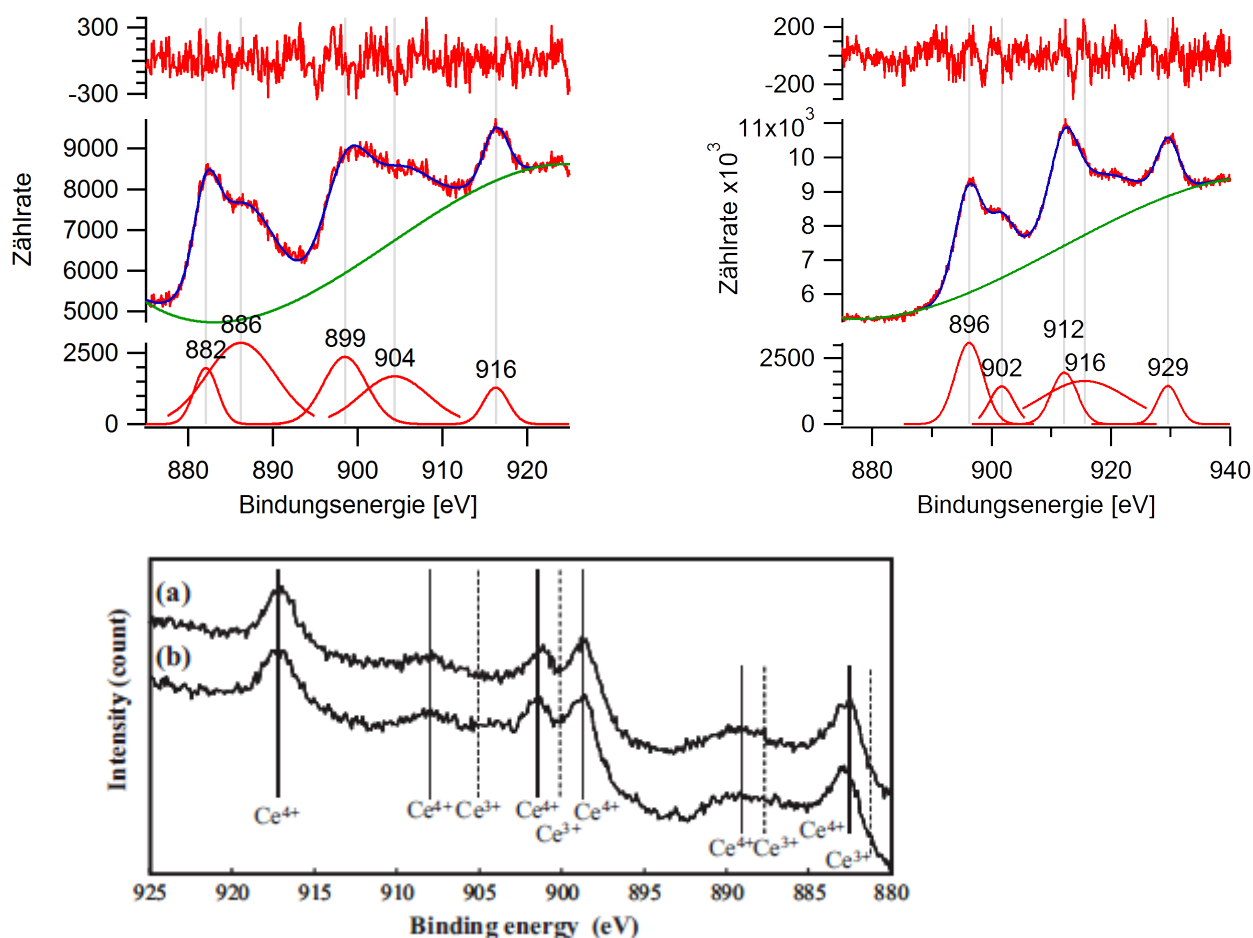 300
-300
Zählrate
9000
8000
7000
6000
5000
2500
0
882
886
899
904
916
880
890
900
910
920
Bindungsenergie [eV]
200
-200
Zählrate x10³
11x10³
10
9
8
7
6
2500
0
896
902
912
916
929
880
900
920
940
Bindungsenergie [eV]
Intensity (count)
(a)
(b)
Ce⁴⁺
Ce⁴⁺ Ce³⁺
Ce⁴⁺
Ce³⁺
Ce⁴⁺
Ce⁴⁺ Ce³⁺
Ce⁴⁺
Ce³⁺
925 920 915 910 905 900 895 890 885 880
Binding energy (eV)